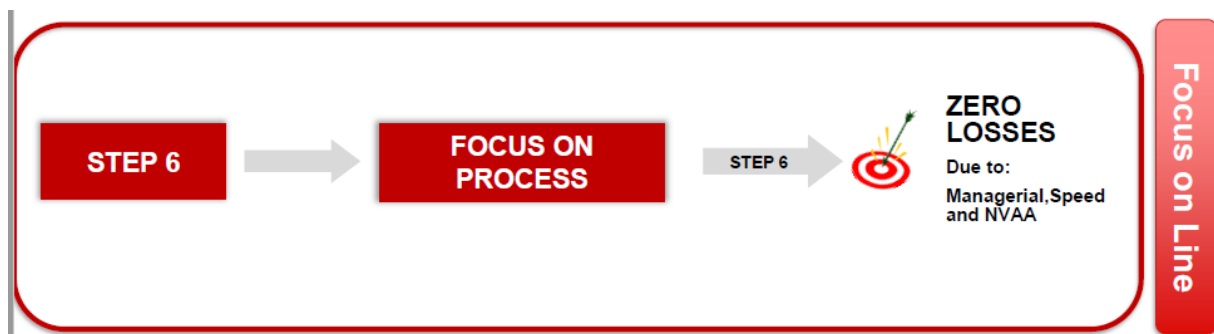 STEP 6
FOCUS ON
PROCESS
STEP 6
ZERO
LOSSES
Due to:
Managerial,Speed
and NVAA
Focus on Line